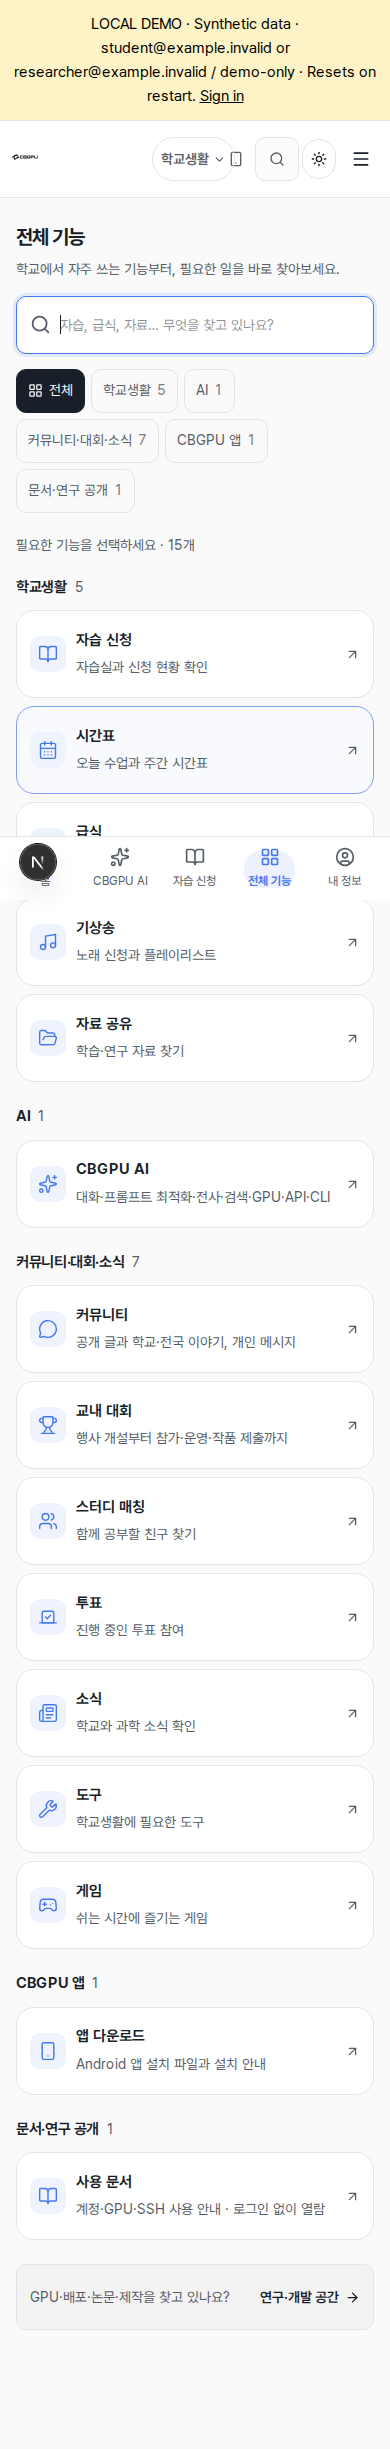 LOCAL DEMO · Synthetic data ·
student@example.invalid or
researcher@example.invalid / demo-only · Resets on
restart. Sign in
CBGPU
학교생활
전체 기능
학교에서 자주 쓰는 기능부터, 필요한 일을 바로 찾아보세요.
자습, 급식, 자료... 무엇을 찾고 있나요?
전체 학교생활 5 AI 1
커뮤니티·대회·소식 7 CBGPU 앱 1
문서·연구 공개 1
필요한 기능을 선택하세요 · 15개
학교생활 5
자습 신청
자습실과 신청 현황 확인
시간표
오늘 수업과 주간 시간표
급식
N
홈 CBGPU AI 자습 신청 전체 기능 내 정보
기상송
노래 신청과 플레이리스트
자료 공유
학습·연구 자료 찾기
AI 1
CBGPU AI
대화·프롬프트 최적화·전사·검색·GPU·API·CLI
커뮤니티·대회·소식 7
커뮤니티
공개 글과 학교·전국 이야기, 개인 메시지
교내 대회
행사 개설부터 참가·운영·작품 제출까지
스터디 매칭
함께 공부할 친구 찾기
투표
진행 중인 투표 참여
소식
학교와 과학 소식 확인
도구
학교생활에 필요한 도구
게임
쉬는 시간에 즐기는 게임
CBGPU 앱 1
앱 다운로드
Android 앱 설치 파일과 설치 안내
문서·연구 공개 1
사용 문서
계정·GPU·SSH 사용 안내 · 로그인 없이 열람
GPU·배포·논문·제작을 찾고 있나요? 연구·개발 공간